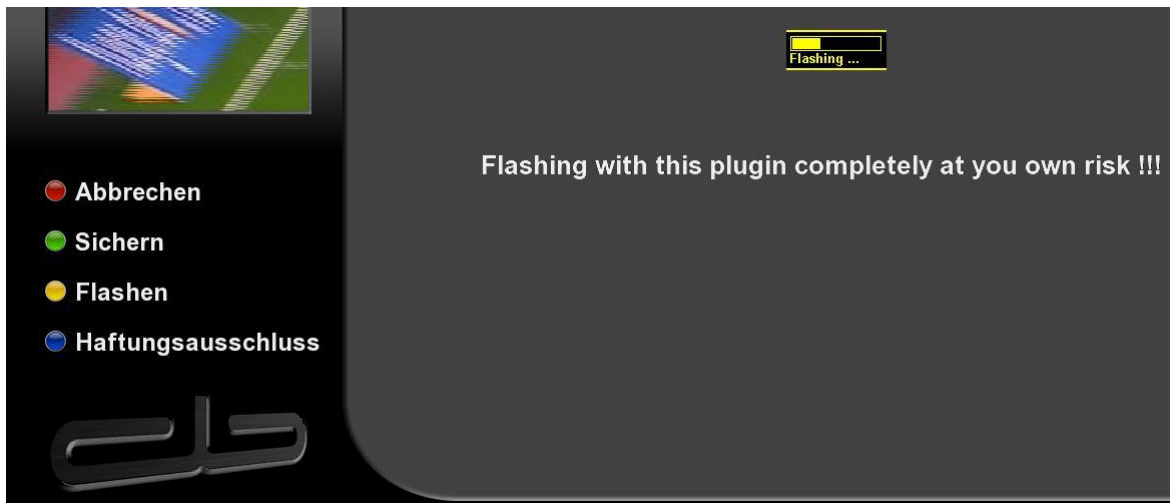 Flashing ...
Flashing with this plugin completely at you own risk !!!
Abbrechen
Sichern
Flashen
Haftungsausschluss